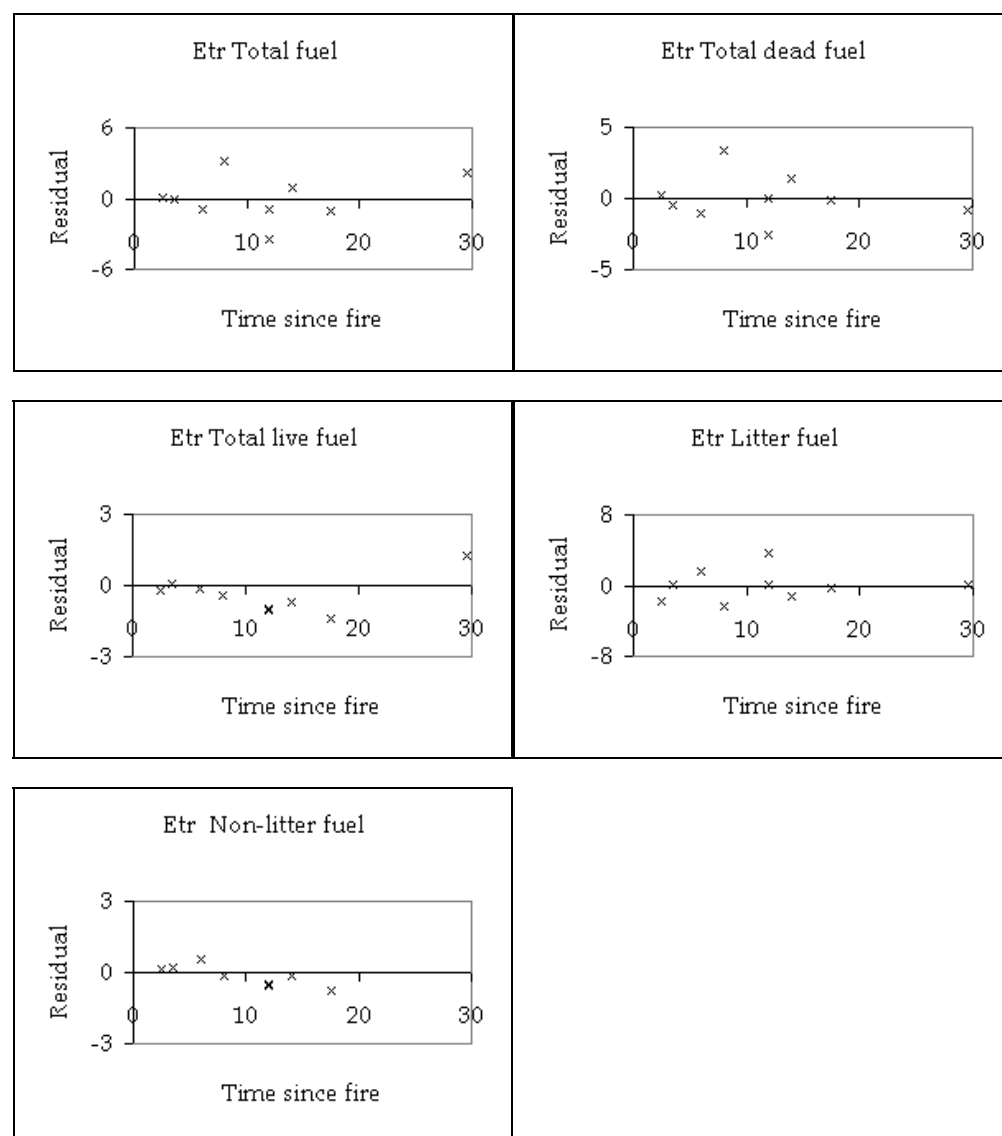 Etr Total fuel
6
0
-6
Residual
0 10 20 30
Time since fire
Etr Total dead fuel
5
0
-5
Residual
0 10 20 30
Time since fire
Etr Total live fuel
3
0
-3
Residual
0 10 20 30
Time since fire
Etr Litter fuel
8
0
-8
Residual
0 10 20 30
Time since fire
Etr Non-litter fuel
3
0
-3
Residual
0 10 20 30
Time since fire